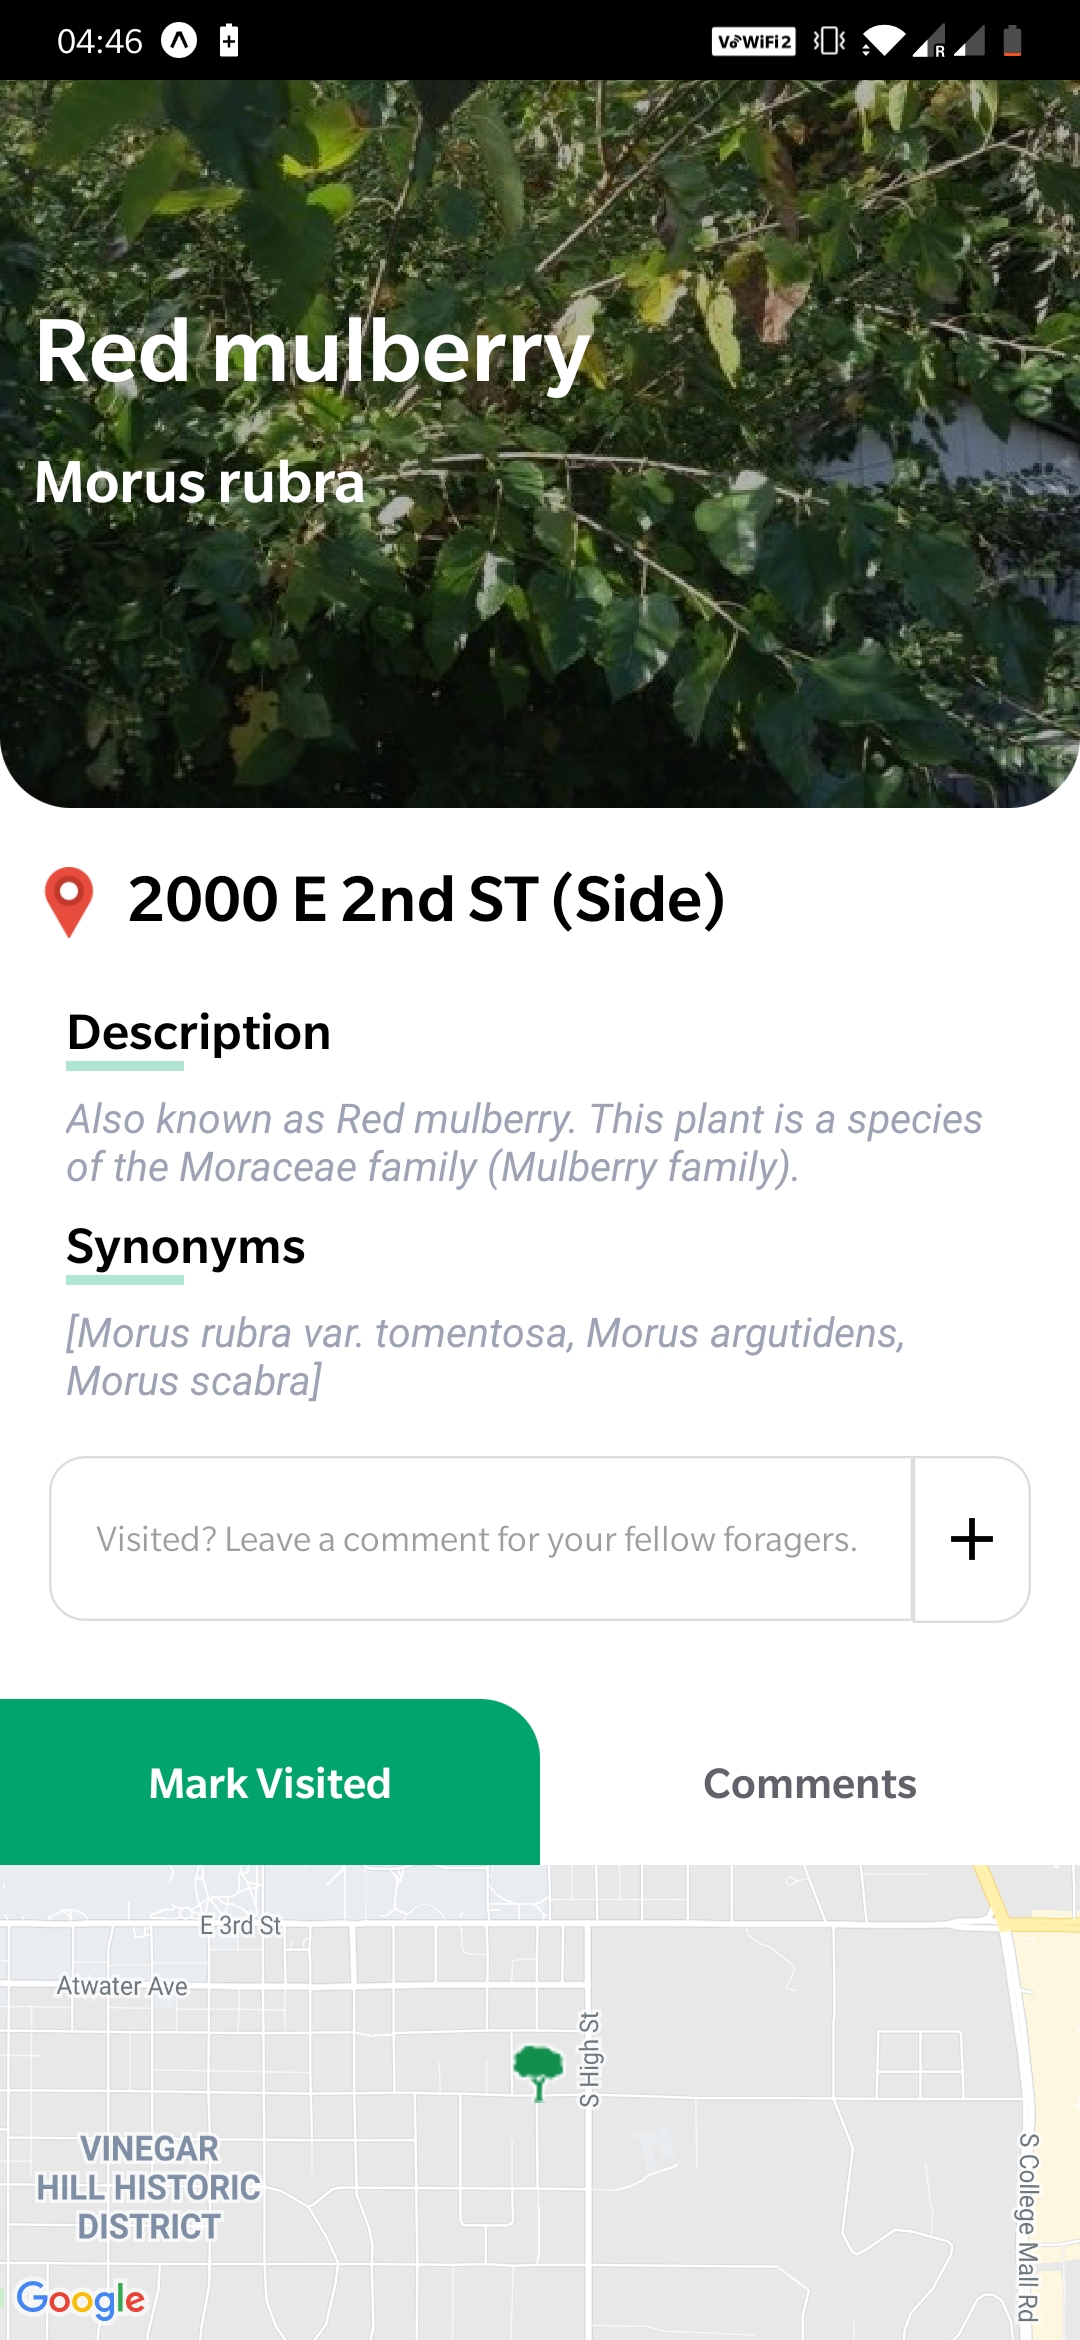 04:46
VoWiFi2
R
Red mulberry
Morus rubra
2000 E 2nd ST (Side)
Description
Also known as Red mulberry. This plant is a species
of the Moraceae family (Mulberry family).
Synonyms
[Morus rubra var. tomentosa, Morus argutidens,
Morus scabra]
Visited? Leave a comment for your fellow foragers.
+
Mark Visited
Comments
E 3rd St
Atwater Ave
S High St
VINEGAR
HILL HISTORIC
DISTRICT
S College Mall Rd
Google